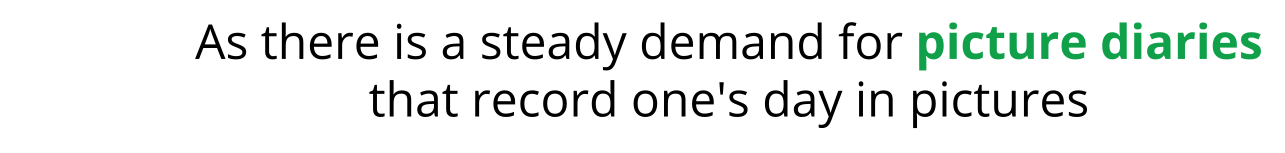 As there is a steady demand for picture diaries
that record one's day in pictures